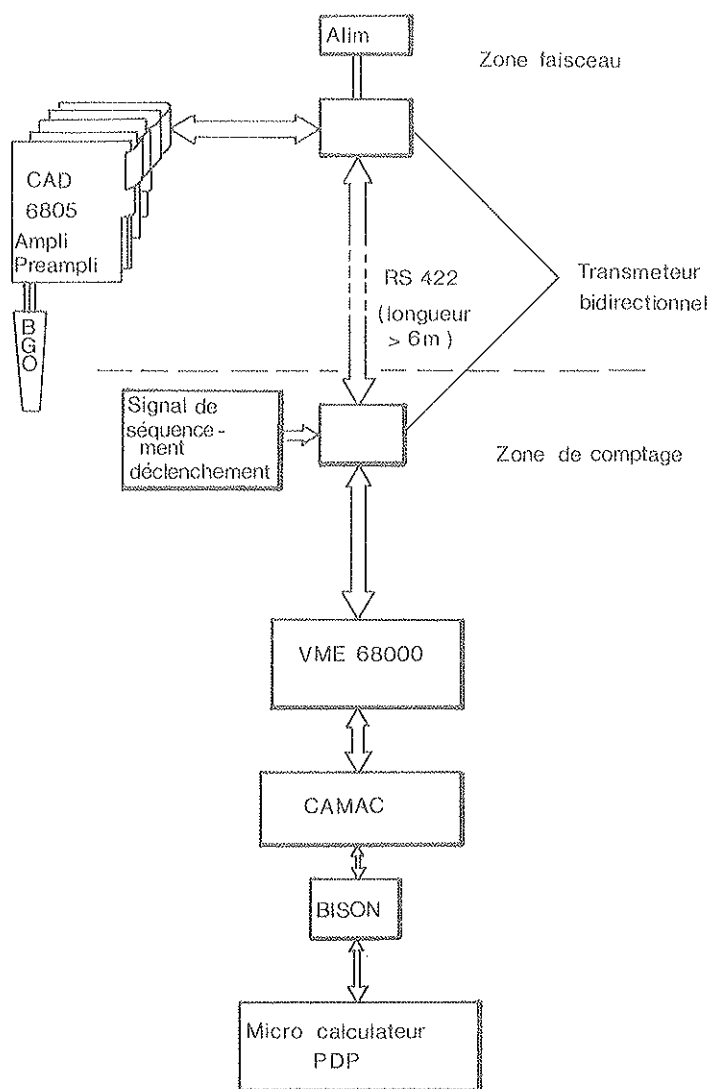 Alim
Zone faisceau
CAD
6805
Ampli
Preampli
BGO
RS 422
(longueur
> 6m)
Transmeteur
bidirectionnel
Signal de
séquence-
ment
déclenchement
Zone de comptage
VME 68000
CAMAC
BISON
Micro calculateur
PDP